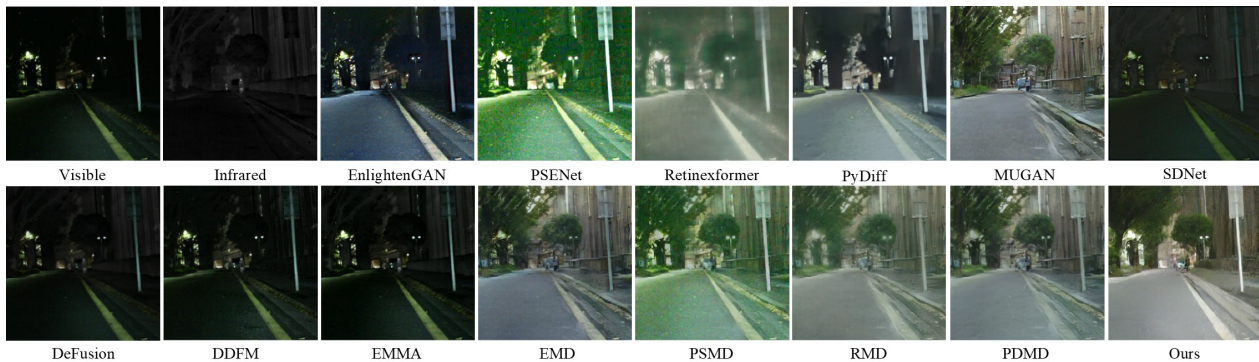 Visible Infrared EnlightenGAN PSENet Retinexformer PyDiff MUGAN SDNet
DeFusion DDFM EMMA EMD PSMD RMD PDMD Ours